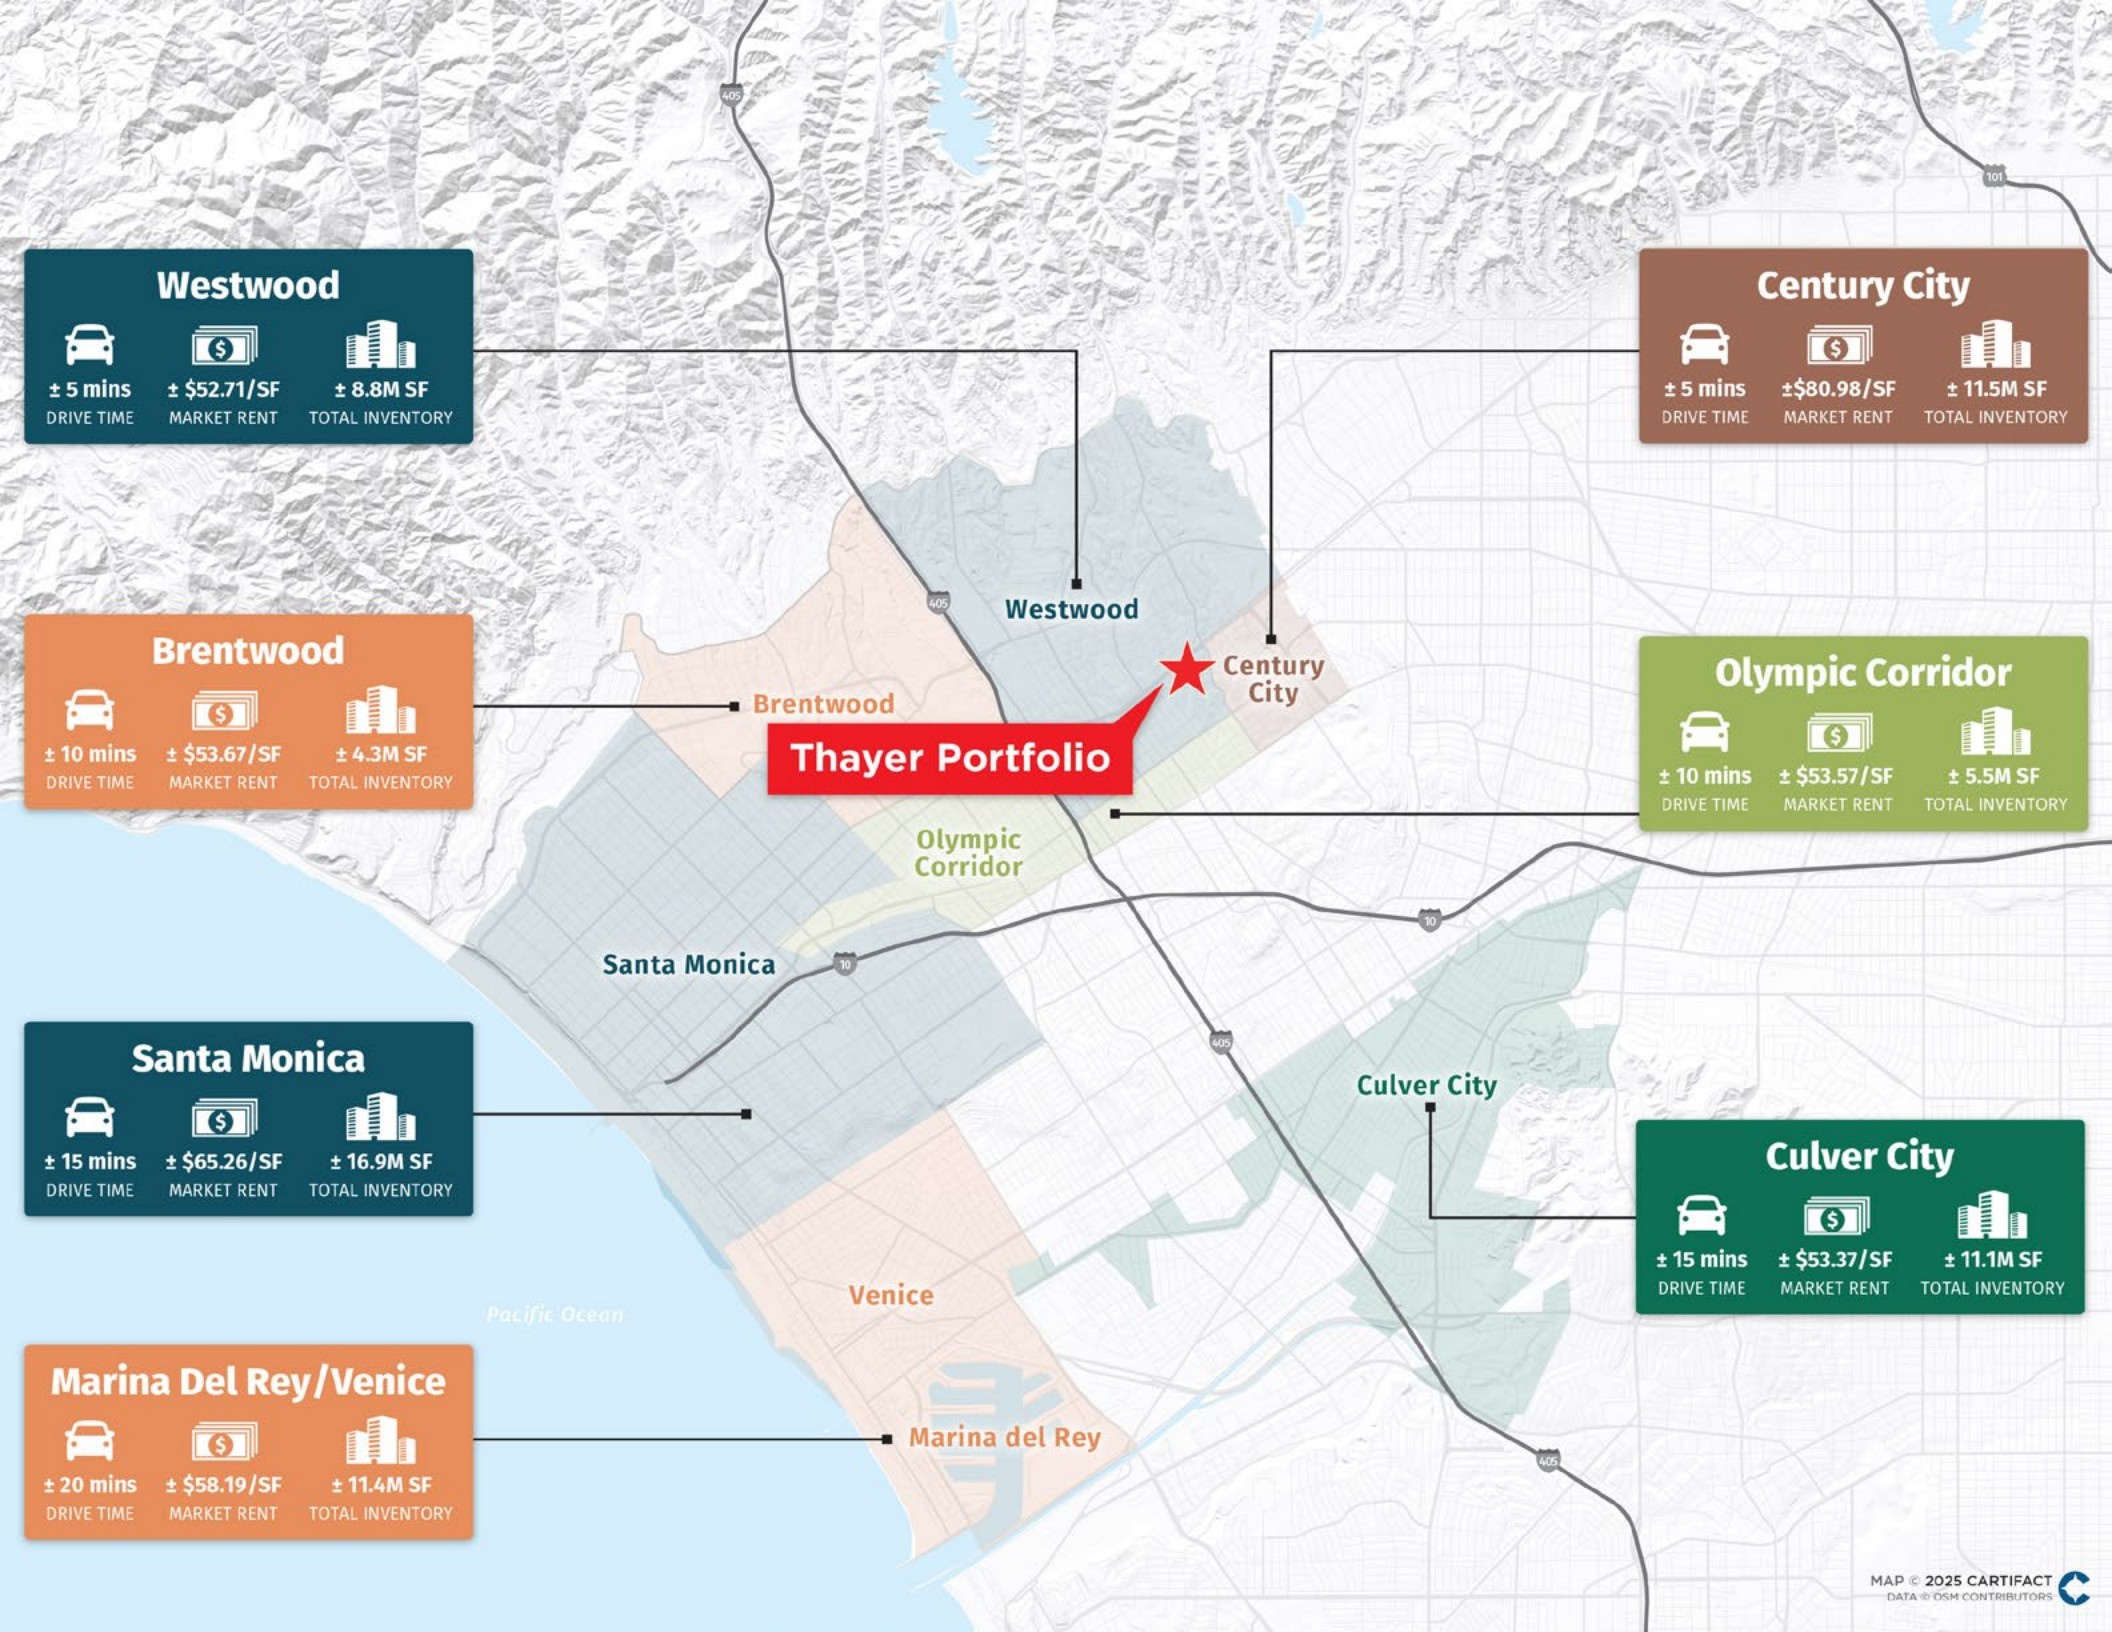 405
101
Westwood
± 5 mins ± $52.71/SF ± 8.8M SF
DRIVE TIME MARKET RENT TOTAL INVENTORY
Century City
± 5 mins ±$80.98/SF ± 11.5M SF
DRIVE TIME MARKET RENT TOTAL INVENTORY
405
Westwood
Brentwood
± 10 mins ± $53.67/SF ± 4.3M SF
DRIVE TIME MARKET RENT TOTAL INVENTORY
Century
City
Brentwood
Thayer Portfolio
Olympic Corridor
± 10 mins ± $53.57/SF ± 5.5M SF
DRIVE TIME MARKET RENT TOTAL INVENTORY
Olympic
Corridor
10
Santa Monica
10
405
Santa Monica
± 15 mins ± $65.26/SF ± 16.9M SF
DRIVE TIME MARKET RENT TOTAL INVENTORY
Culver City
Culver City
± 15 mins ± $53.37/SF ± 11.1M SF
DRIVE TIME MARKET RENT TOTAL INVENTORY
Venice
Pacific Ocean
Marina Del Rey/Venice
± 20 mins ± $58.19/SF ± 11.4M SF
DRIVE TIME MARKET RENT TOTAL INVENTORY
Marina del Rey
405
MAP © 2025 CARTIFACT
DATA © OSM CONTRIBUTORS